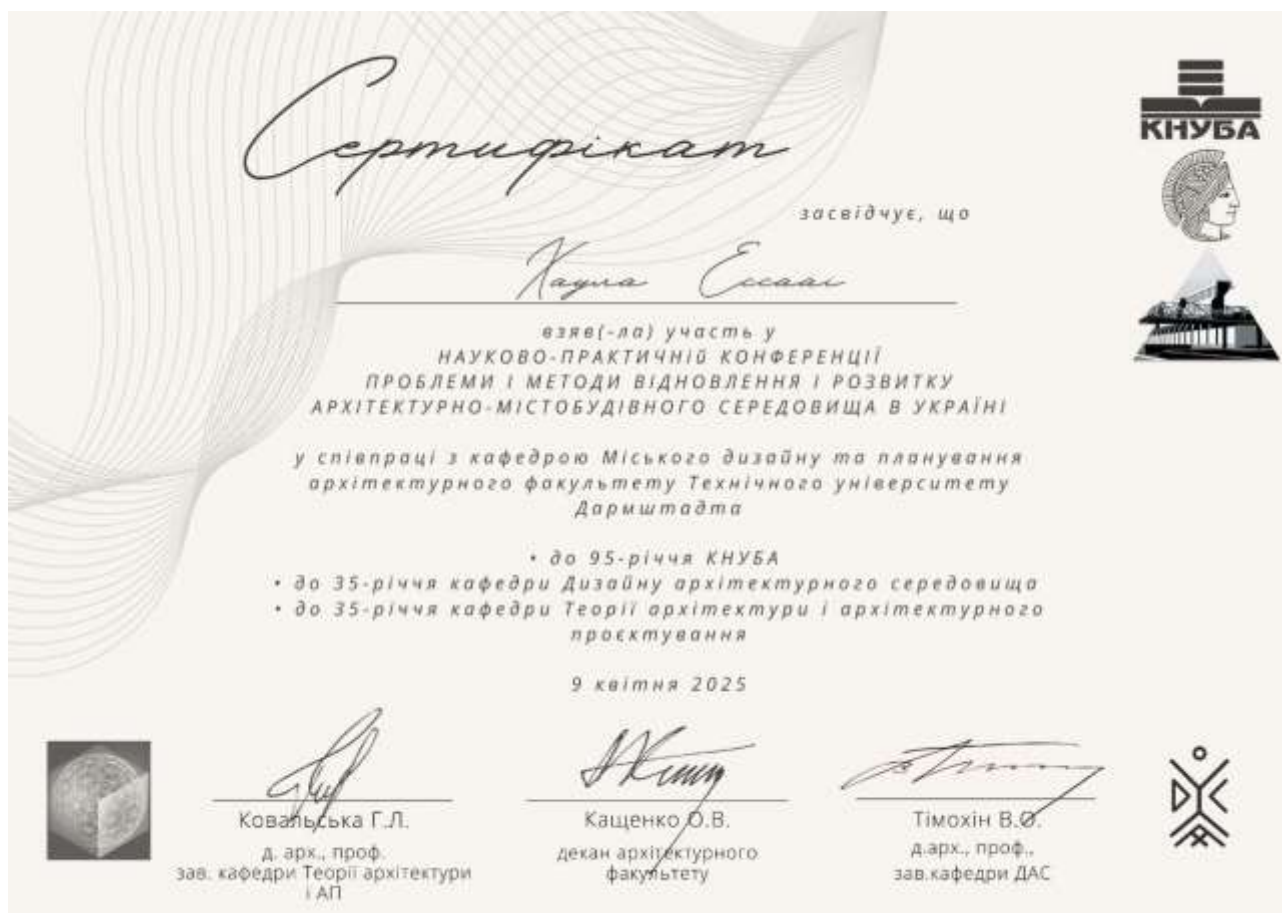 Сертифікат
КНУБА
засвідчує, що
Хаула Ессааі
взяв(-ла) участь у
НАУКОВО-ПРАКТИЧНІЙ КОНФЕРЕНЦІЇ
ПРОБЛЕМИ І МЕТОДИ ВІДНОВЛЕННЯ І РОЗВИТКУ
АРХІТЕКТУРНО-МІСТОБУДІВНОГО СЕРЕДОВИЩА В УКРАЇНІ
у співпраці з кафедрою Міського дизайну та планування
архітектурного факультету Технічного університету
Дармштадта
• до 95-річчя КНУБА
• до 35-річчя кафедри Дизайну архітектурного середовища
• до 35-річчя кафедри Теорії архітектури і архітектурного
проєктування
9 квітня 2025
Ковальська Г.Л.
д. арх., проф.
зав. кафедри Теорії архітектури
і АП
Кащенко О.В.
декан архітектурного
факультету
Тімохін В.О.
д.арх., проф.,
зав.кафедри ДАС